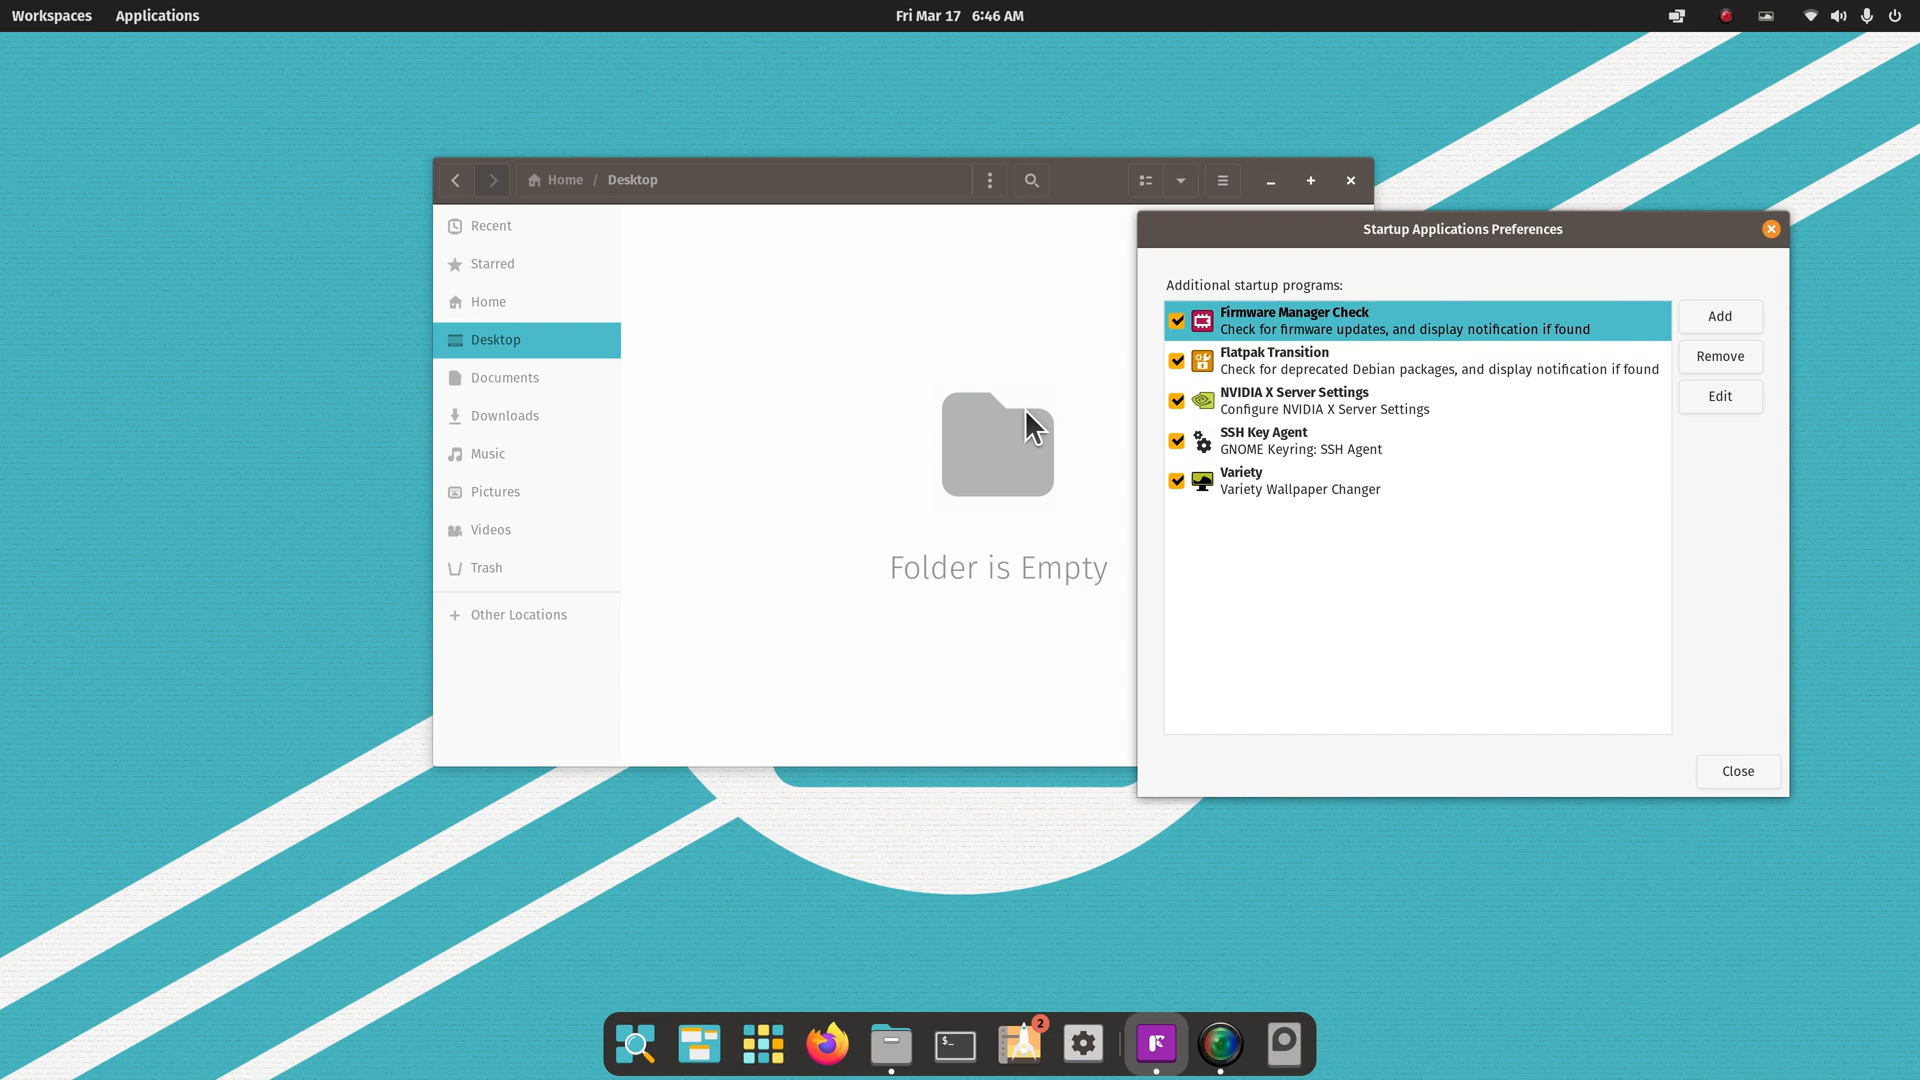 Workspaces Applications Fri Mar 17 6:46 AM
Home / Desktop
Recent
Starred
Home
Desktop
Documents
Downloads
Music
Pictures
Videos
Trash
Other Locations
Folder is Empty
Startup Applications Preferences
Additional startup programs:
Firmware Manager Check
Check for firmware updates, and display notification if found
Flatpak Transition
Check for deprecated Debian packages, and display notification if found
NVIDIA X Server Settings
Configure NVIDIA X Server Settings
SSH Key Agent
GNOME Keyring: SSH Agent
Variety
Variety Wallpaper Changer
Add
Remove
Edit
Close
$_
2